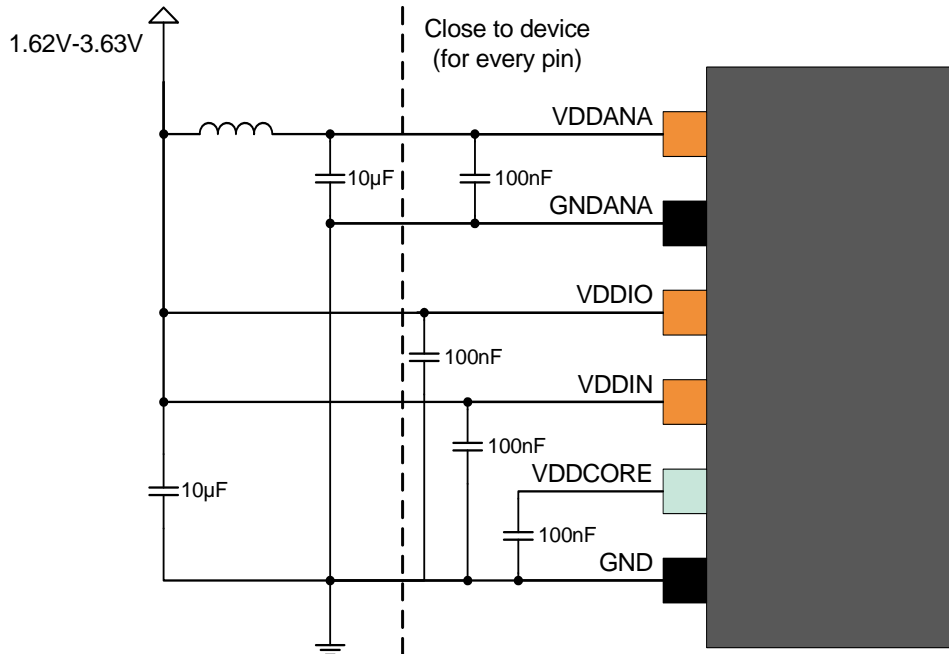 1.62V-3.63V
Close to device
(for every pin)
VDDANA
10µF
100nF
GNDANA
VDDIO
100nF
VDDIN
100nF
VDDCORE
10µF
100nF
GND